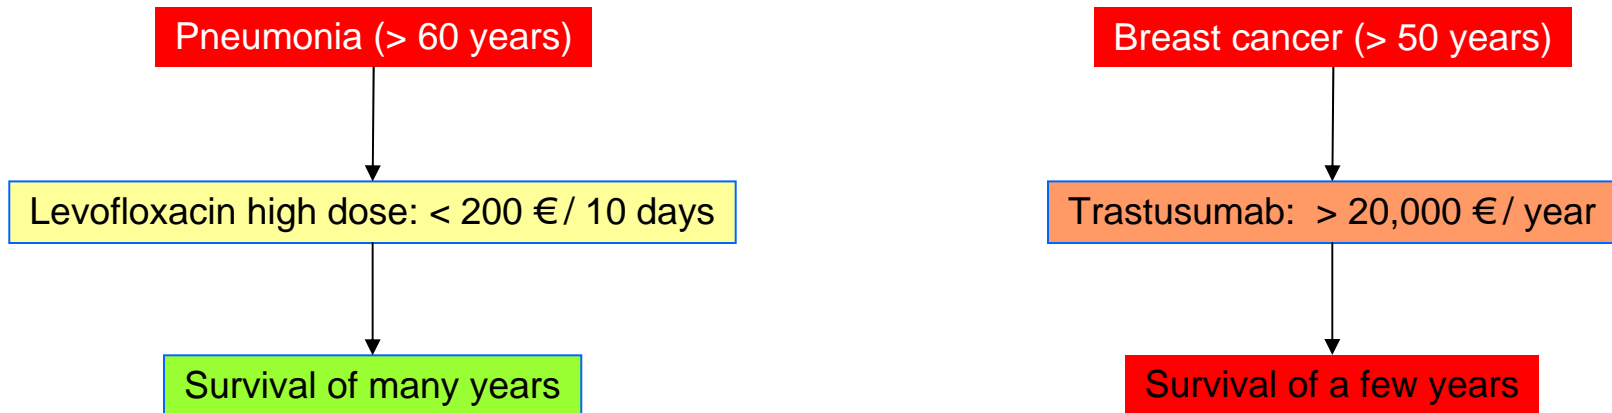 Pneumonia (> 60 years)
Levofloxacin high dose: < 200 € / 10 days
Survival of many years
Breast cancer (> 50 years)
Trastusumab: > 20,000 € / year
Survival of a few years